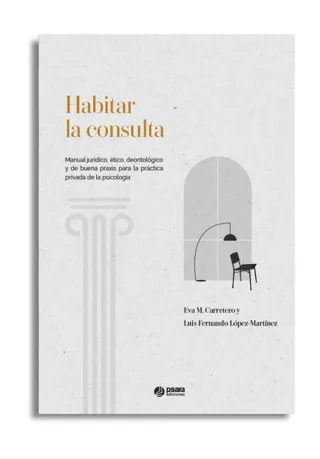 Habitar
la consulta
Manual jurídico, ético, deontológico
y de buena praxis para la práctica
privada de la psicología
Eva M. Carretero y
Luis Fernando López-Martínez
psara
ediciones